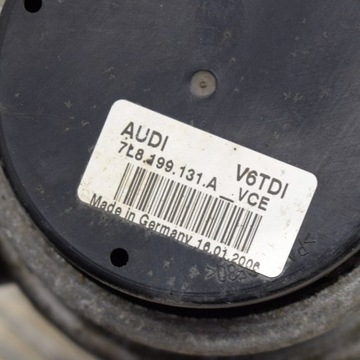 AUDI V6TDI
7L8.199.131.A _ VCE
Made in Germany 16.01.2006